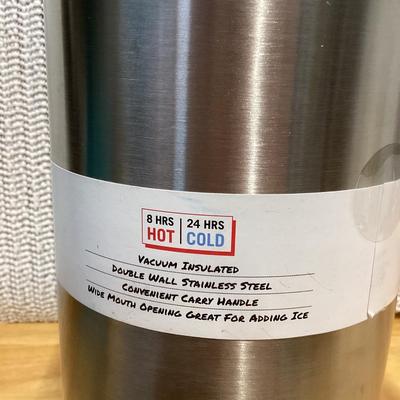 8 HRS | 24 HRS
HOT | COLD
VACUUM INSULATED
DOUBLE WALL STAINLESS STEEL
CONVENIENT CARRY HANDLE
WIDE MOUTH OPENING GREAT FOR ADDING ICE